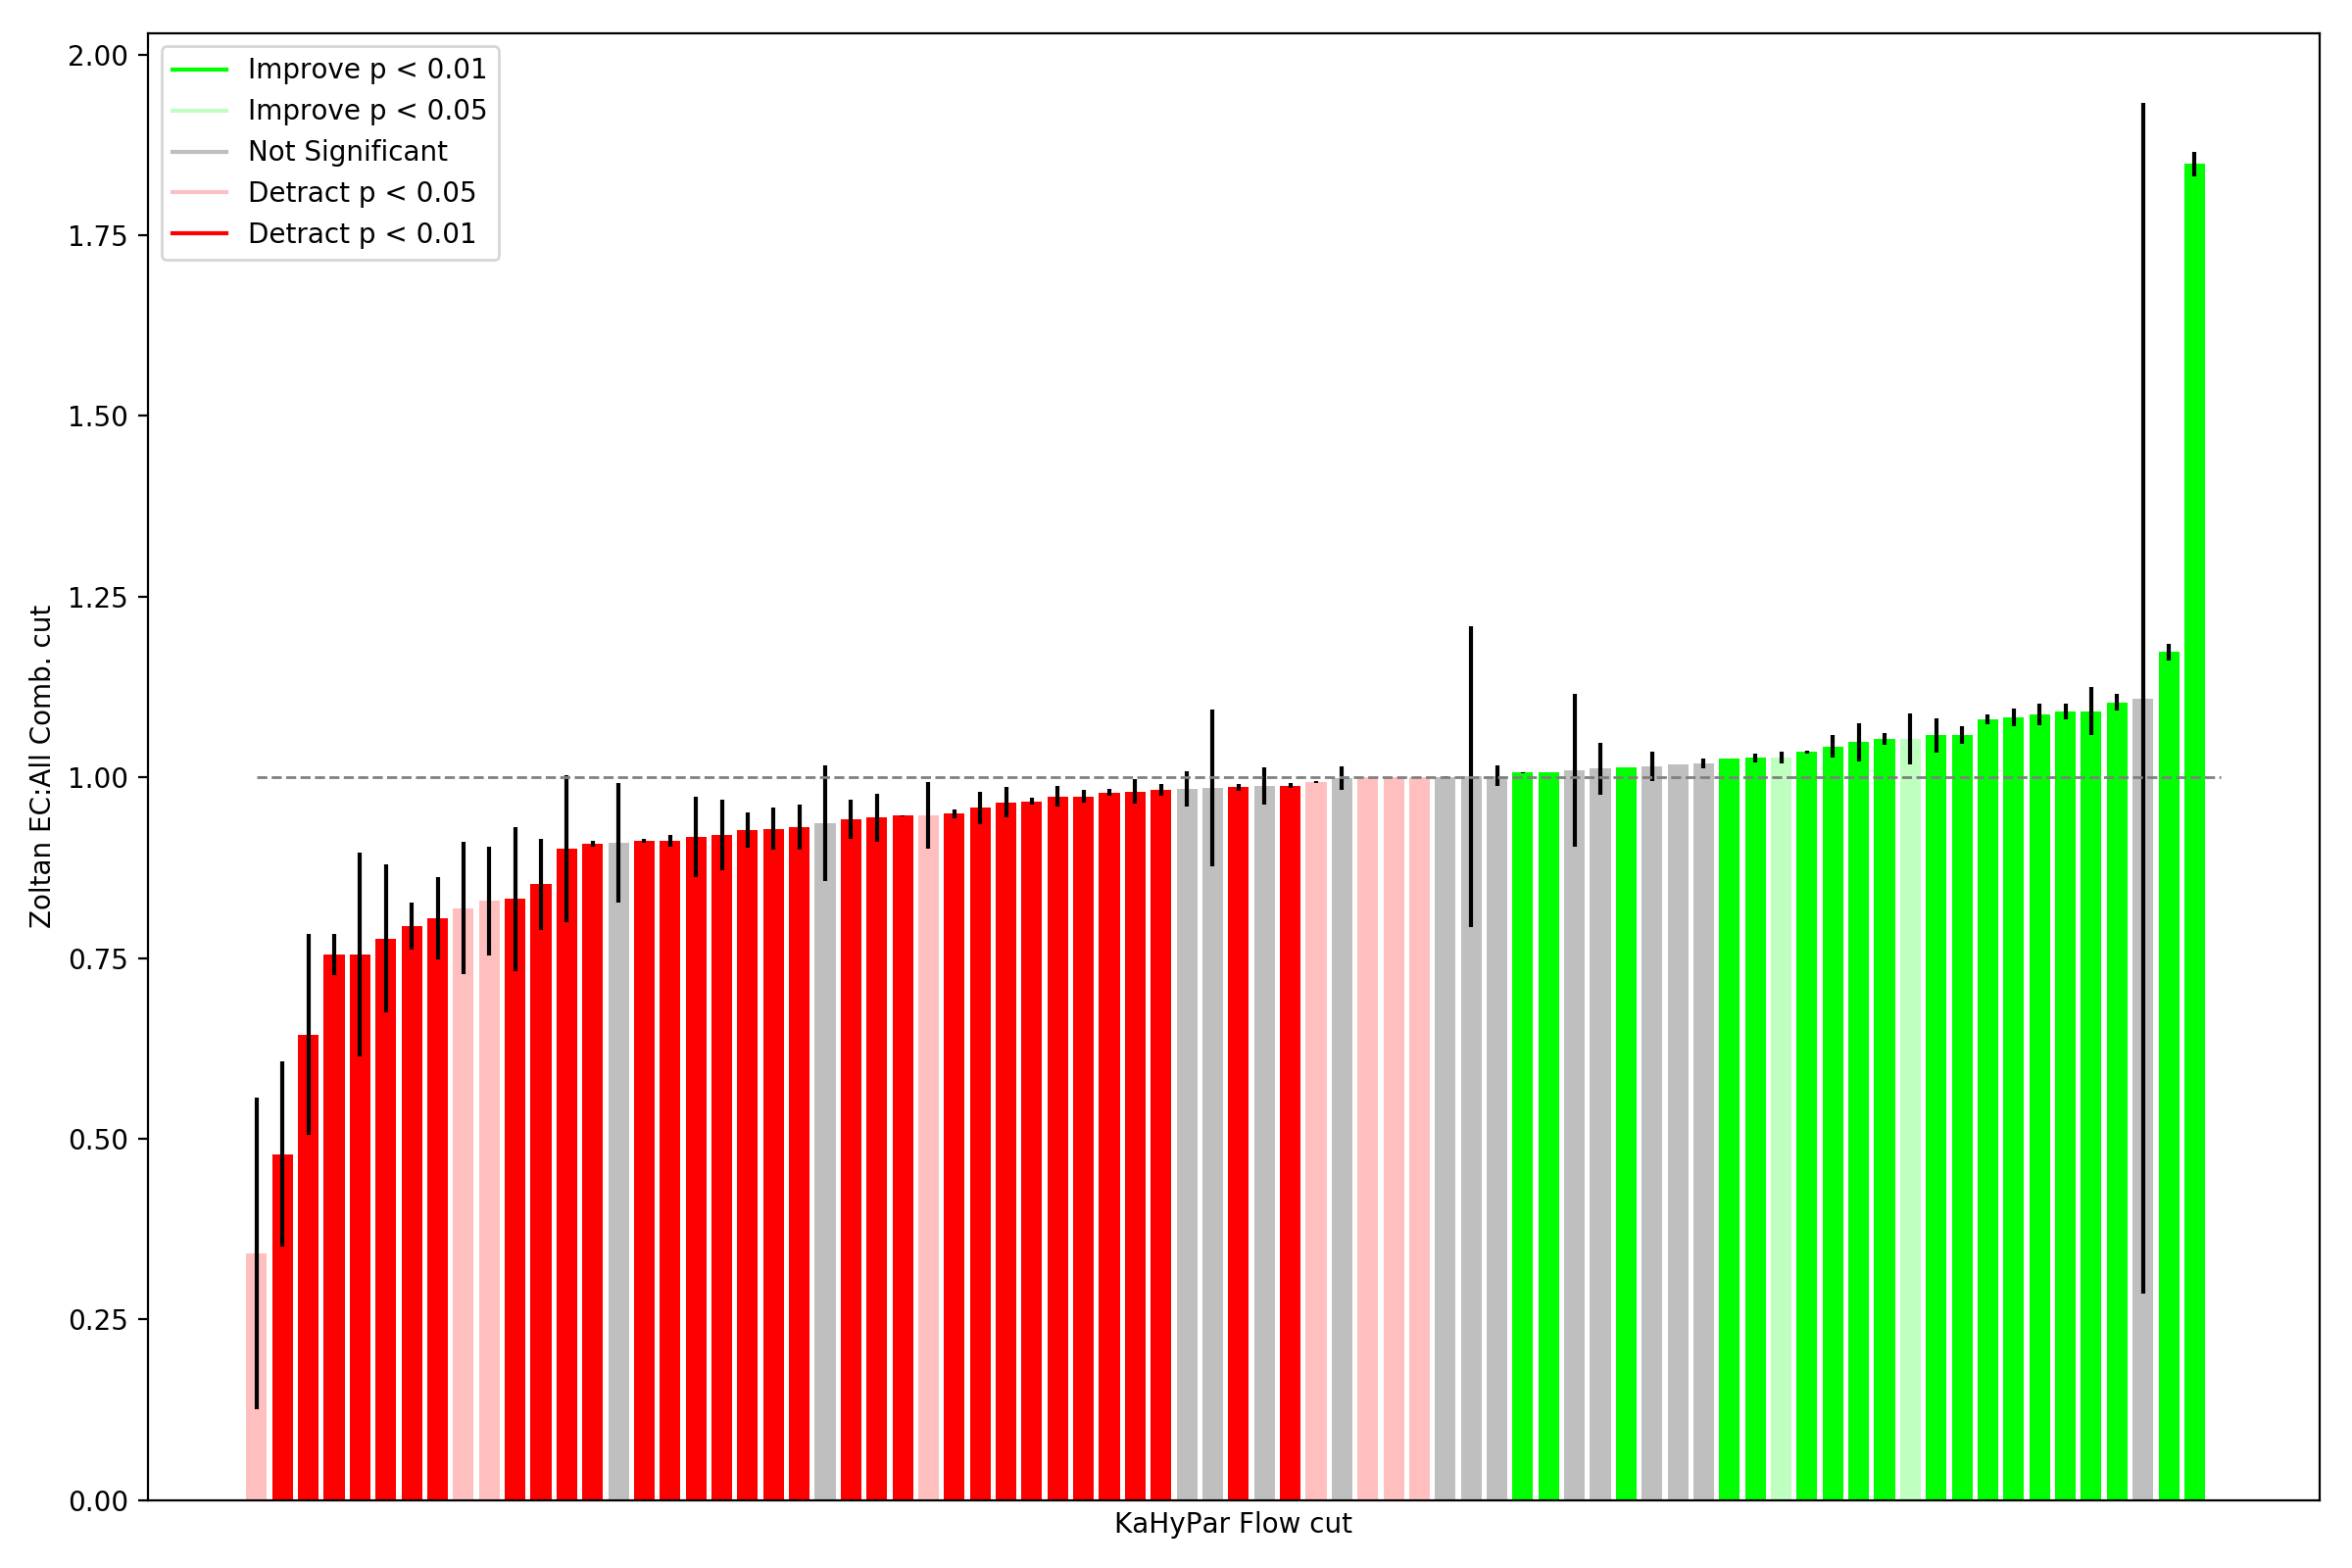 2.00
1.75
1.50
1.25
1.00
0.75
0.50
0.25
0.00
Zoltan EC:All Comb. cut
Improve p < 0.01
Improve p < 0.05
Not Significant
Detract p < 0.05
Detract p < 0.01
KaHyPar Flow cut